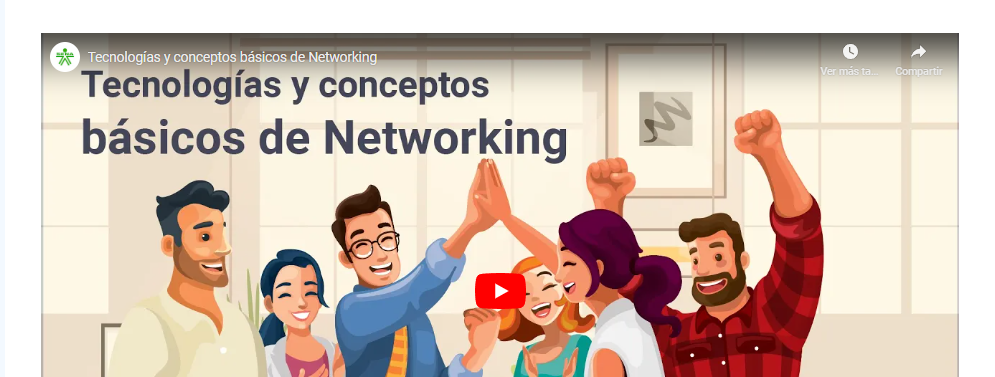 Tecnologías y conceptos básicos de Networking
Ver más ta...
Compartir
Tecnologías y conceptos
básicos de Networking